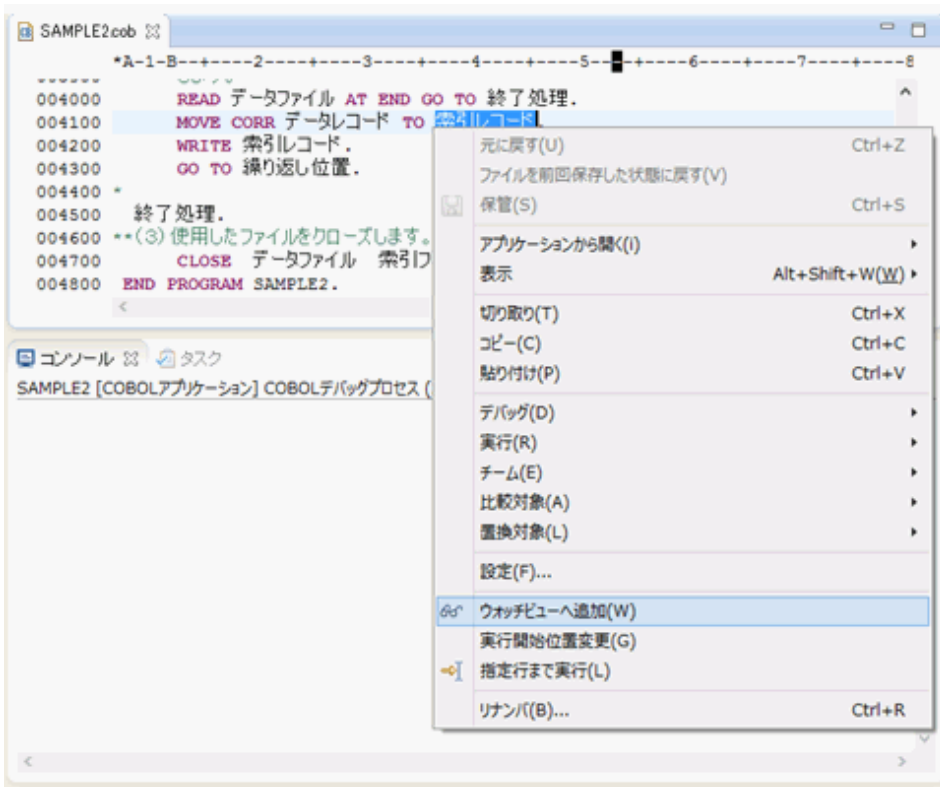 SAMPLE2.cob
*A-1-B--+----2----+----3----+----4----+----5--+-+----6----+----7----+----8
004000 READ データファイル AT END GO TO 終了処理.
004100 MOVE CORR データレコード TO 索引レコード.
004200 WRITE 索引レコード.
004300 GO TO 繰り返し位置.
004400 *
004500 終了処理.
004600 **(3)使用したファイルをクローズします。
004700 CLOSE データファイル 索引フ
004800 END PROGRAM SAMPLE2.
コンソール タスク
SAMPLE2 [COBOLアプリケーション] COBOLデバッグプロセス (
元に戻す(U) Ctrl+Z
ファイルを前回保存した状態に戻す(V)
保管(S) Ctrl+S
アプリケーションから開く(i)
表示 Alt+Shift+W(W)
切り取り(T) Ctrl+X
コピー(C) Ctrl+C
貼り付け(P) Ctrl+V
デバッグ(D)
実行(R)
チーム(E)
比較対象(A)
置換対象(L)
設定(F)...
ウォッチビューへ追加(W)
実行開始位置変更(G)
指定行まで実行(L)
リナンバ(B)... Ctrl+R